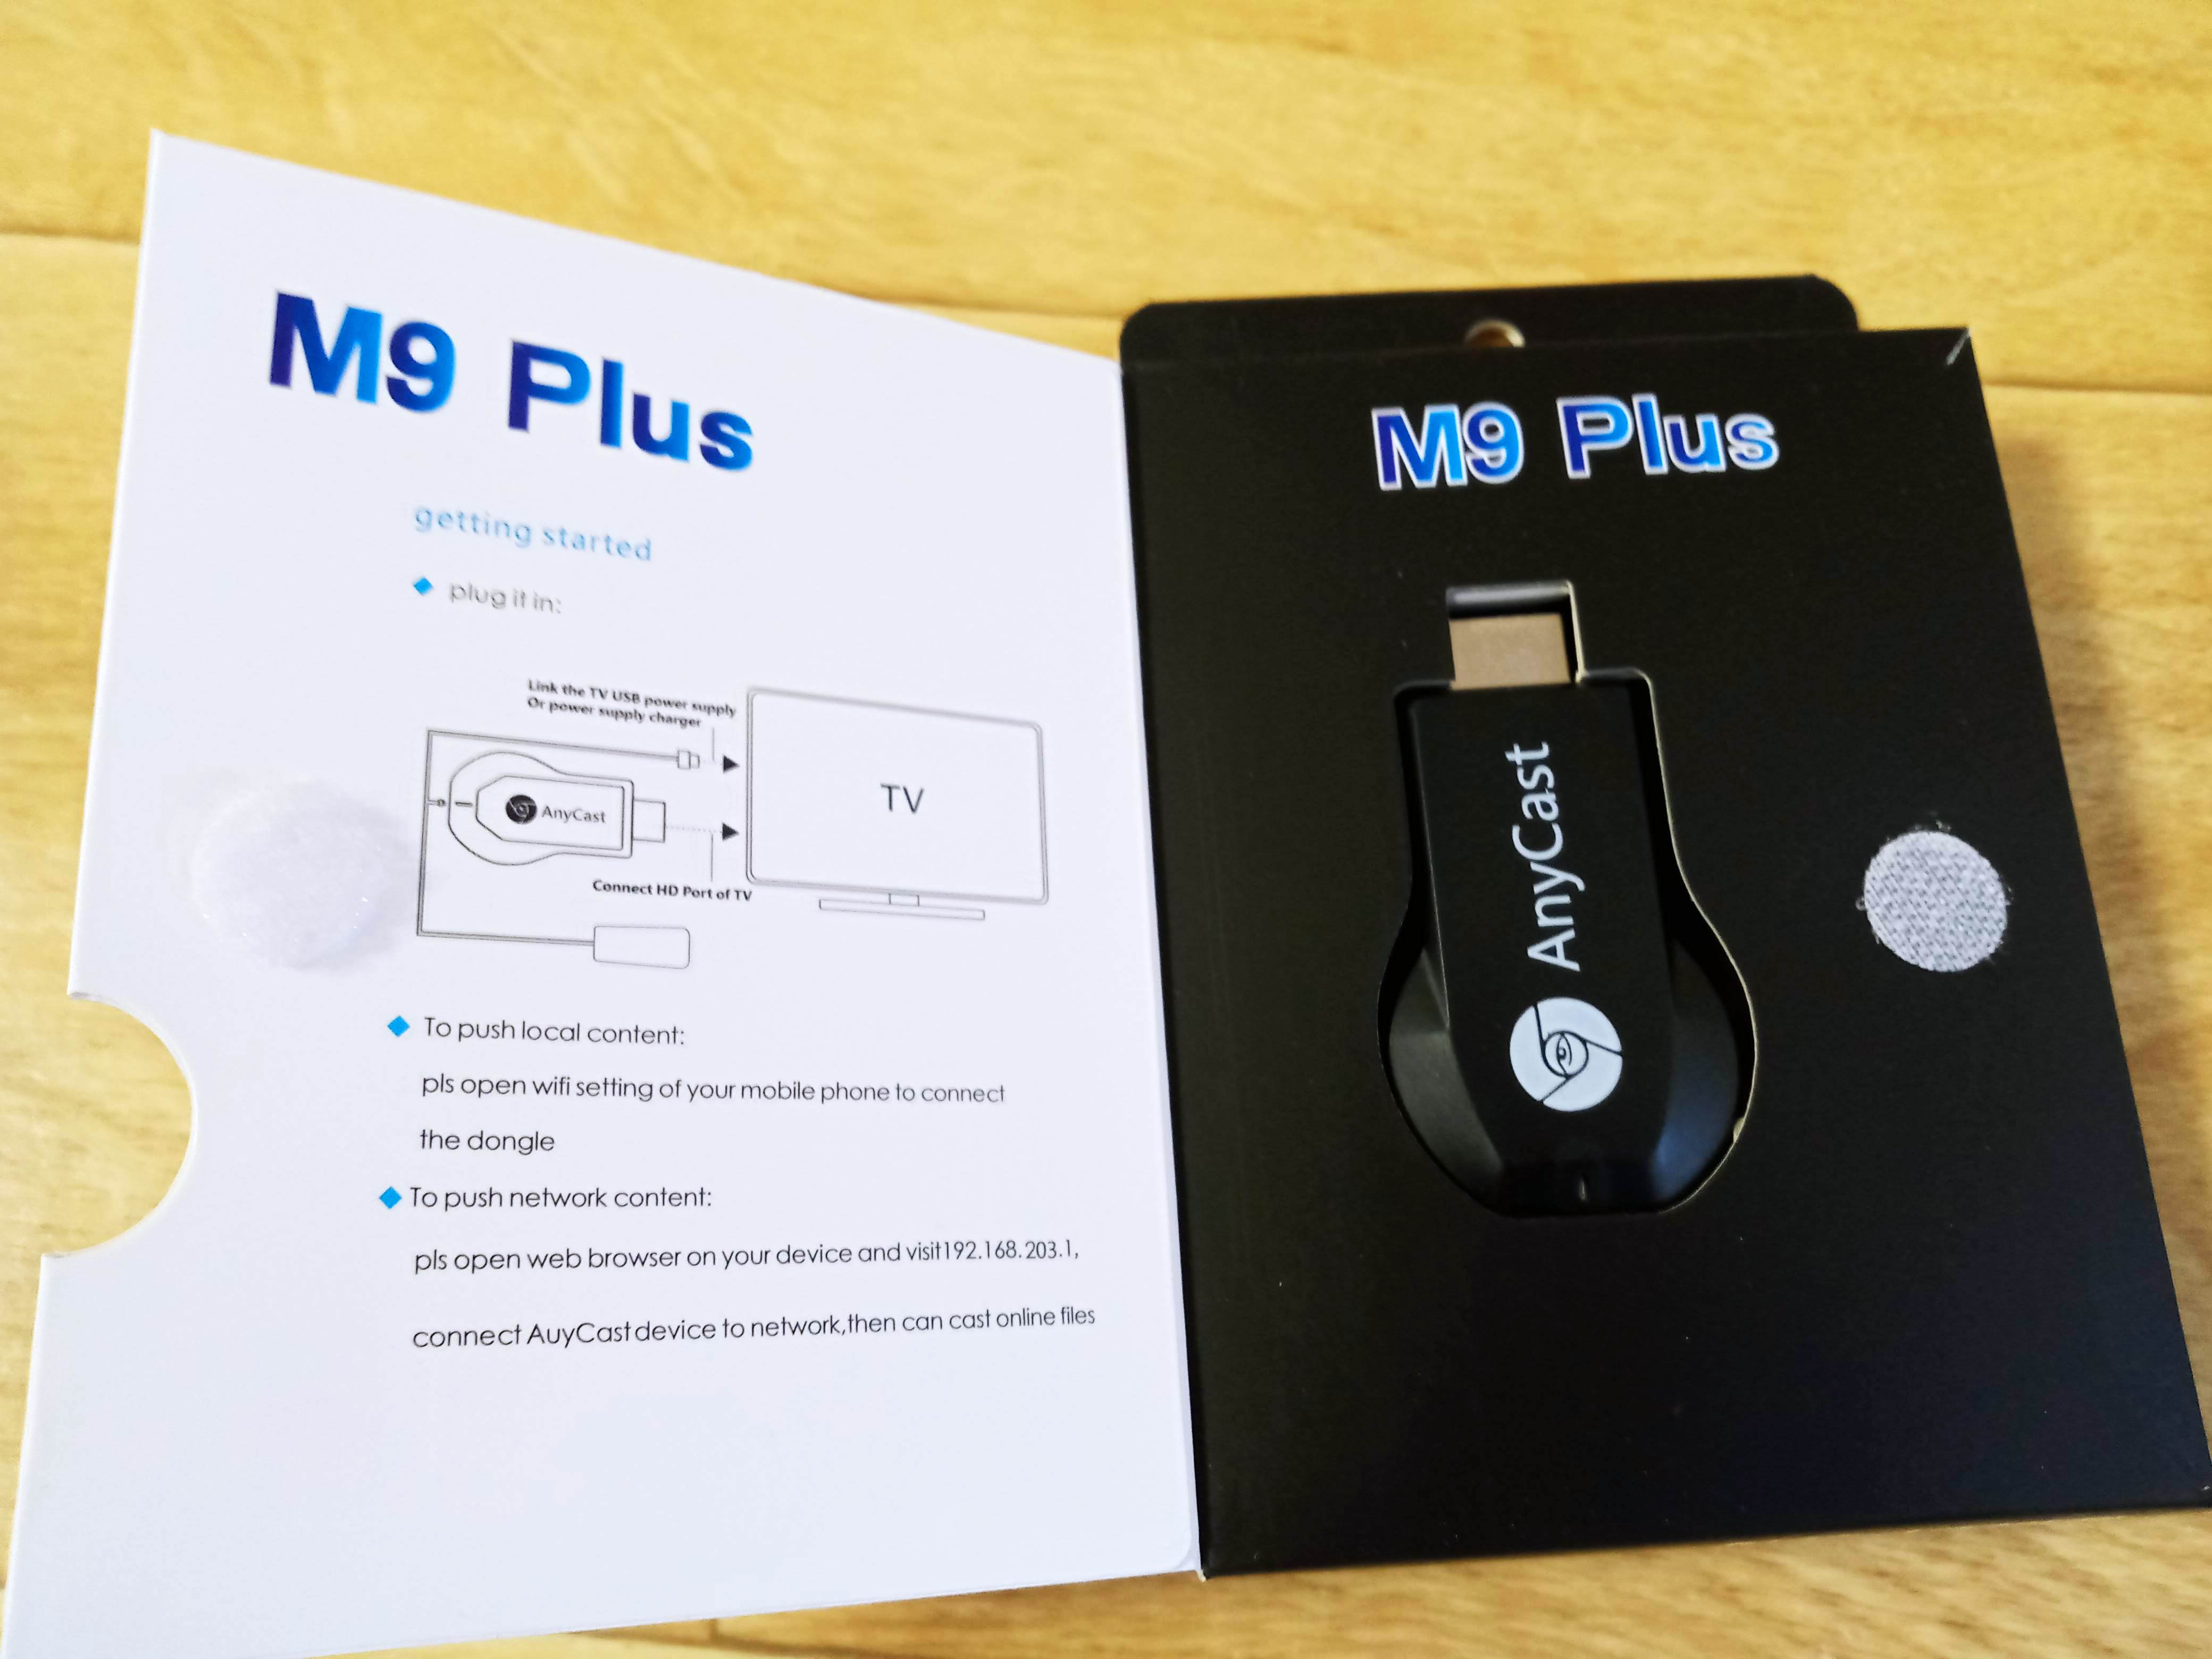 M9 Plus
getting started
plug it in:
Link the TV USB power supply
Or power supply charger
AnyCast
TV
Connect HD Port of TV
To push local content:
pls open wifi setting of your mobile phone to connect
the dongle
To push network content:
pls open web browser on your device and visit192.168.203.1,
connect AuyCast device to network,then can cast online files
M9 Plus
AnyCast